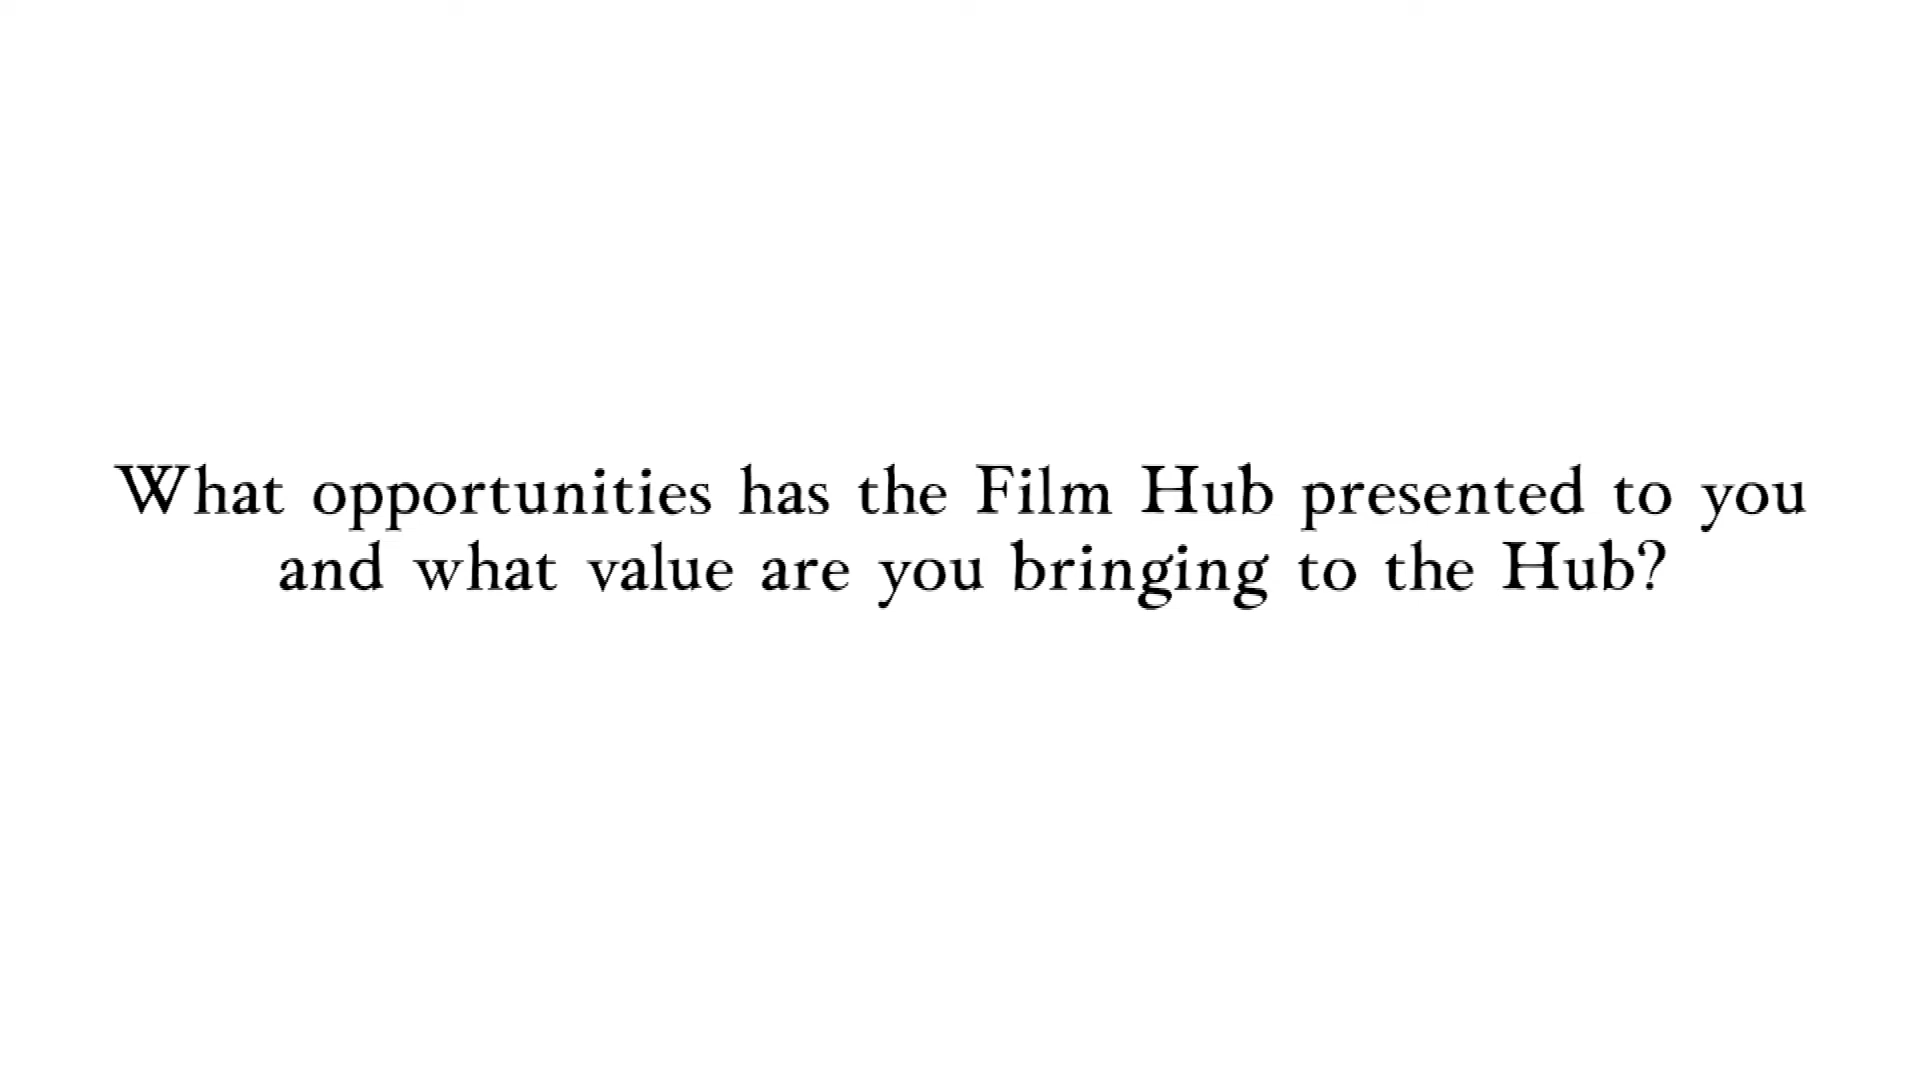 What opportunities has the Film Hub presented to you
and what value are you bringing to the Hub?